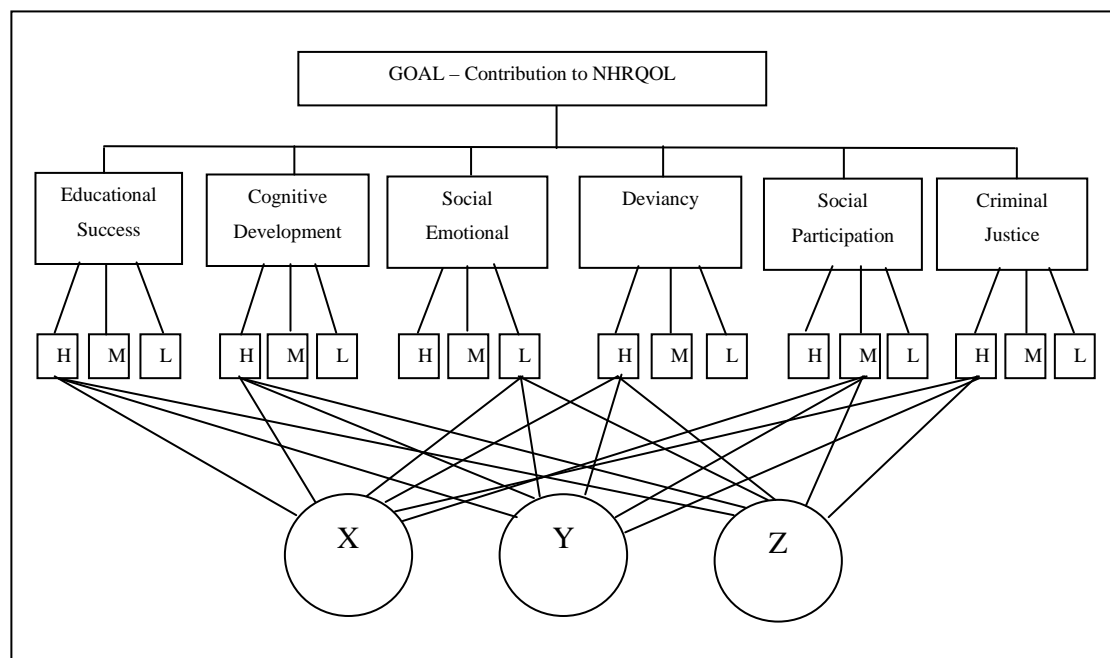 GOAL – Contribution to NHRQOL
Educational
Success
Cognitive
Development
Social
Emotional
Deviancy
Social
Participation
Criminal
Justice
H M L H M L H M L H M L H M L H M L
X Y Z